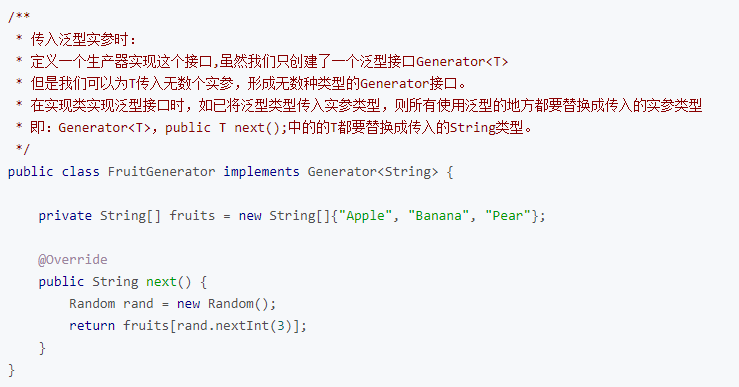 /**
 * 传入泛型实参时：
 * 定义一个生产器实现这个接口,虽然我们只创建了一个泛型接口Generator<T>
 * 但是我们可以为T传入无数个实参，形成无数种类型的Generator接口。
 * 在实现类实现泛型接口时，如已将泛型类型传入实参类型，则所有使用泛型的地方都要替换成传入的实参类型
 * 即：Generator<T>，public T next();中的的T都要替换成传入的String类型。
 */
public class FruitGenerator implements Generator<String> {

    private String[] fruits = new String[]{"Apple", "Banana", "Pear"};

    @Override
    public String next() {
        Random rand = new Random();
        return fruits[rand.nextInt(3)];
    }
}